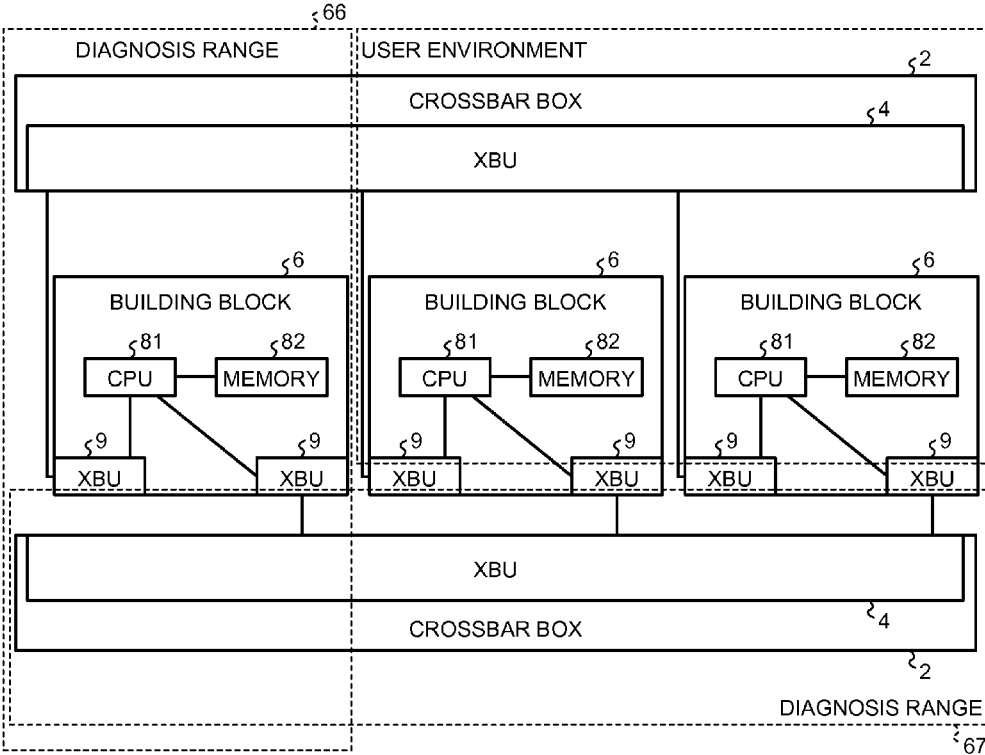 66
DIAGNOSIS RANGE
USER ENVIRONMENT
2
CROSSBAR BOX
4
XBU
6
6
6
BUILDING BLOCK
BUILDING BLOCK
BUILDING BLOCK
81
82
81
82
81
82
CPU
MEMORY
CPU
MEMORY
CPU
MEMORY
9
9
9
9
9
9
XBU
XBU
XBU
XBU
XBU
XBU
XBU
4
CROSSBAR BOX
2
DIAGNOSIS RANGE
67